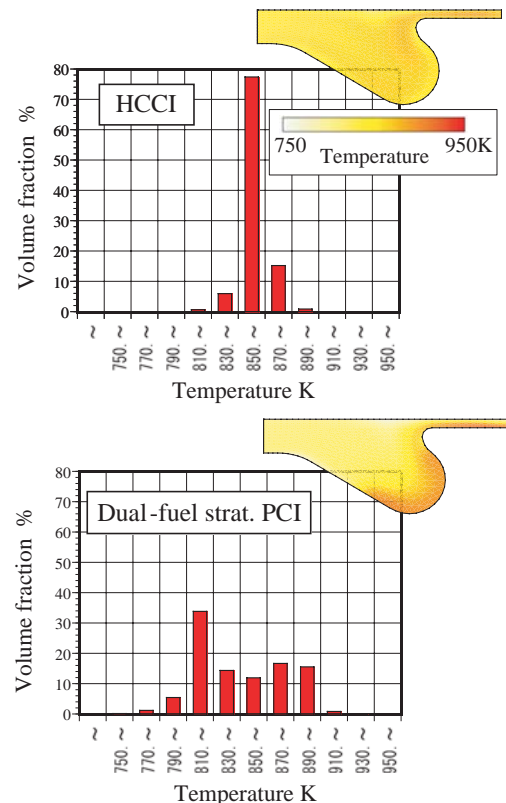 80
70
60
50
40
30
20
10
0
Volume fraction %
HCCI
750 950K
Temperature
~ 750. ~ 770. ~ 790. ~ 810. ~ 830. ~ 850. ~ 870. ~ 890. ~ 910. ~ 930. ~ 950. ~
Temperature K
80
70
60
50
40
30
20
10
0
Volume fraction %
Dual-fuel strat. PCI
~ 750. ~ 770. ~ 790. ~ 810. ~ 830. ~ 850. ~ 870. ~ 890. ~ 910. ~ 930. ~ 950. ~
Temperature K